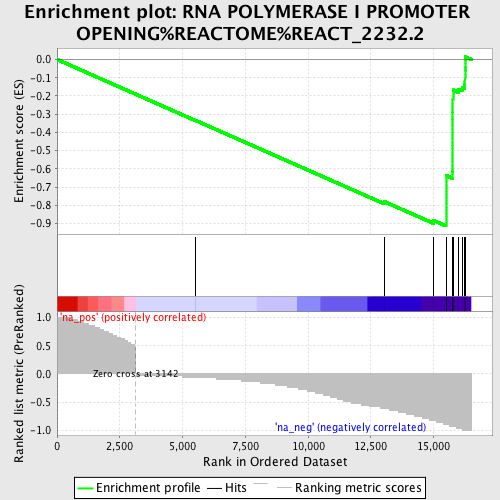 Enrichment plot: RNA POLYMERASE I PROMOTER
OPENING%REACTOME%REACT_2232.2
Enrichment score (ES)
0.0
-0.1
-0.2
-0.3
-0.4
-0.5
-0.6
-0.7
-0.8
-0.9
Ranked list metric (PreRanked)
1.0
0.5
0.0
-0.5
-1.0
'na_pos' (positively correlated)
Zero cross at 3142
'na_neg' (negatively correlated)
0 2,500 5,000 7,500 10,000 12,500 15,000
Rank in Ordered Dataset
Enrichment profile Hits Ranking metric scores